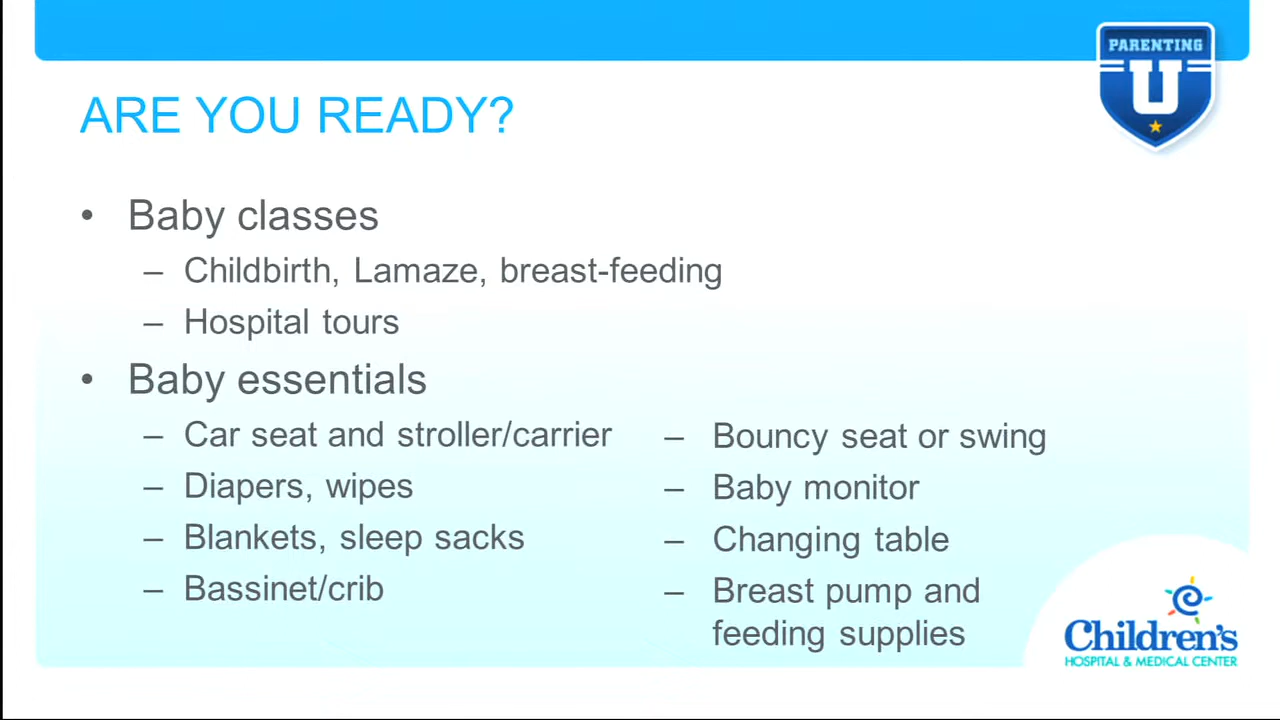 PARENTING
U
ARE YOU READY?
• Baby classes
– Childbirth, Lamaze, breast-feeding
– Hospital tours
• Baby essentials
– Car seat and stroller/carrier
– Diapers, wipes
– Blankets, sleep sacks
– Bassinet/crib
– Bouncy seat or swing
– Baby monitor
– Changing table
– Breast pump and
feeding supplies
Children's
HOSPITAL & MEDICAL CENTER